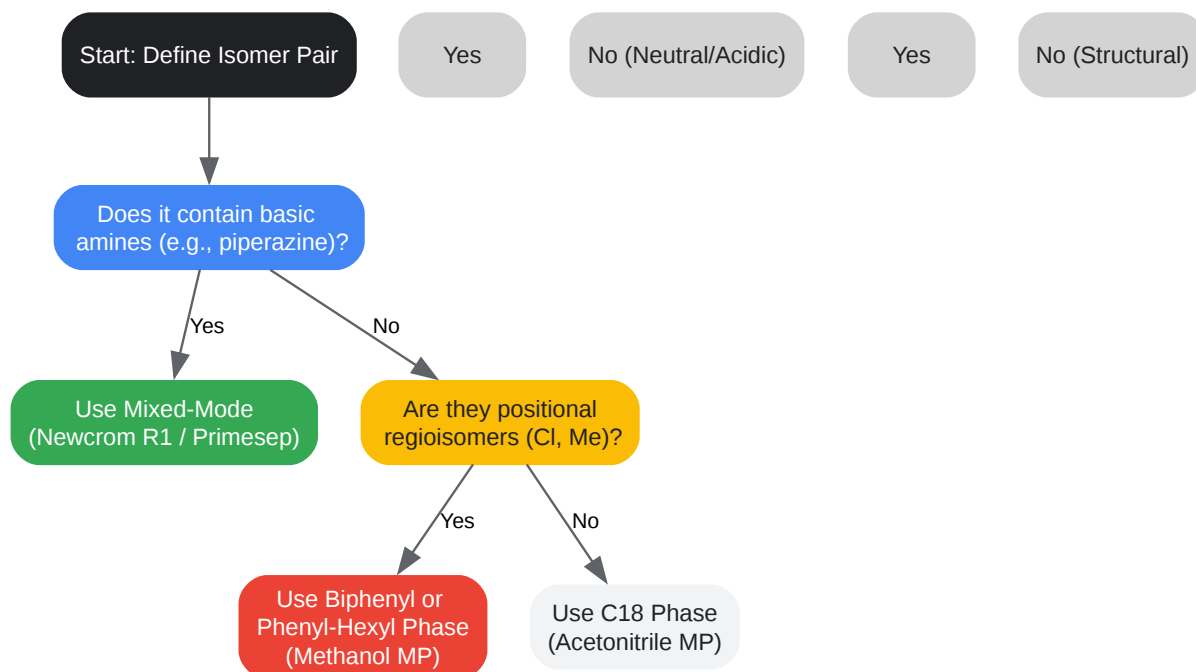 Start: Define Isomer Pair
Yes
No (Neutral/Acidic)
Yes
No (Structural)
Does it contain basic
amines (e.g., piperazine)?
Yes
No
Use Mixed-Mode
(Newcrom R1 / Primesep)
Are they positional
regioisomers (Cl, Me)?
Yes
No
Use Biphenyl or
Phenyl-Hexyl Phase
(Methanol MP)
Use C18 Phase
(Acetonitrile MP)